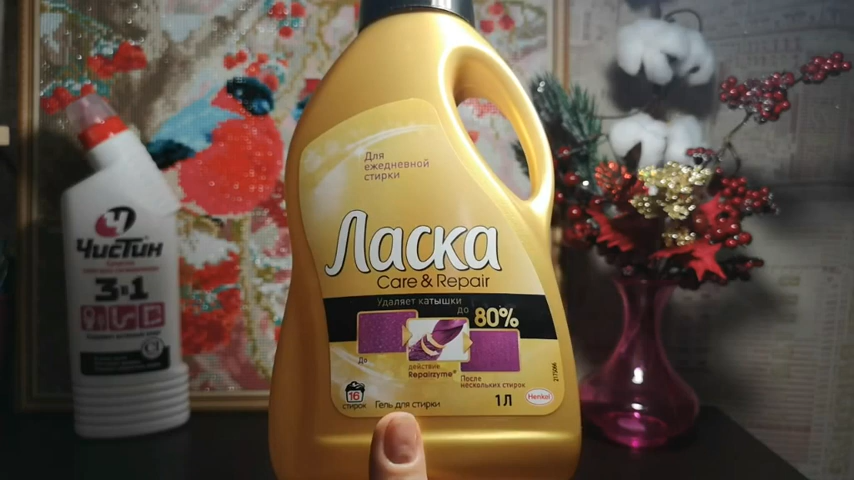 Для
ежедневной
стирки
Ласка
Care & Repair
Удаляет катышки
до 80%
До
действие
Repairzyme*
После
нескольких стирок
16
стирок
Гель для стирки
1 Л
Henkel
Ч
ЧиСТиН
3в1